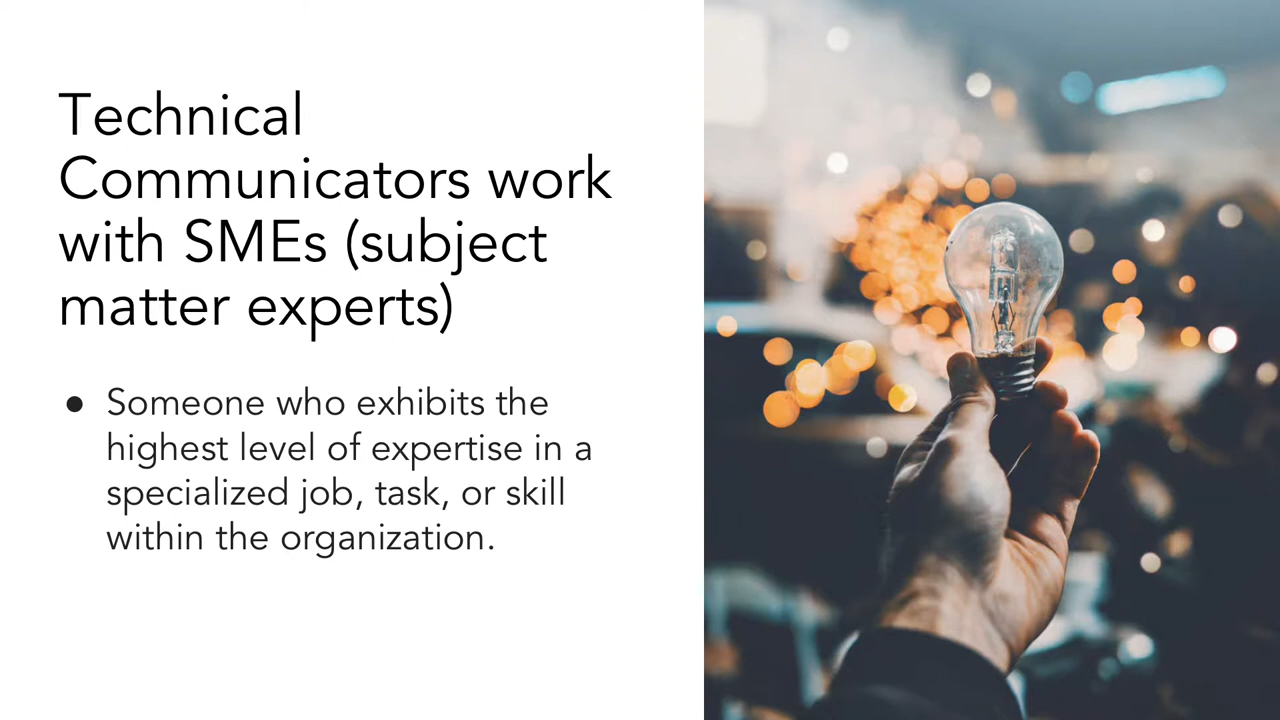 Technical
Communicators work
with SMEs (subject
matter experts)
● Someone who exhibits the
highest level of expertise in a
specialized job, task, or skill
within the organization.